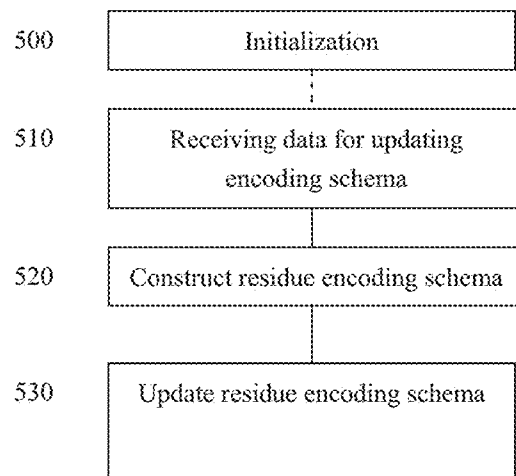 500
Initialization
510
Receiving data for updating
encoding schema
520
Construct residue encoding schema
530
Update residue encoding schema